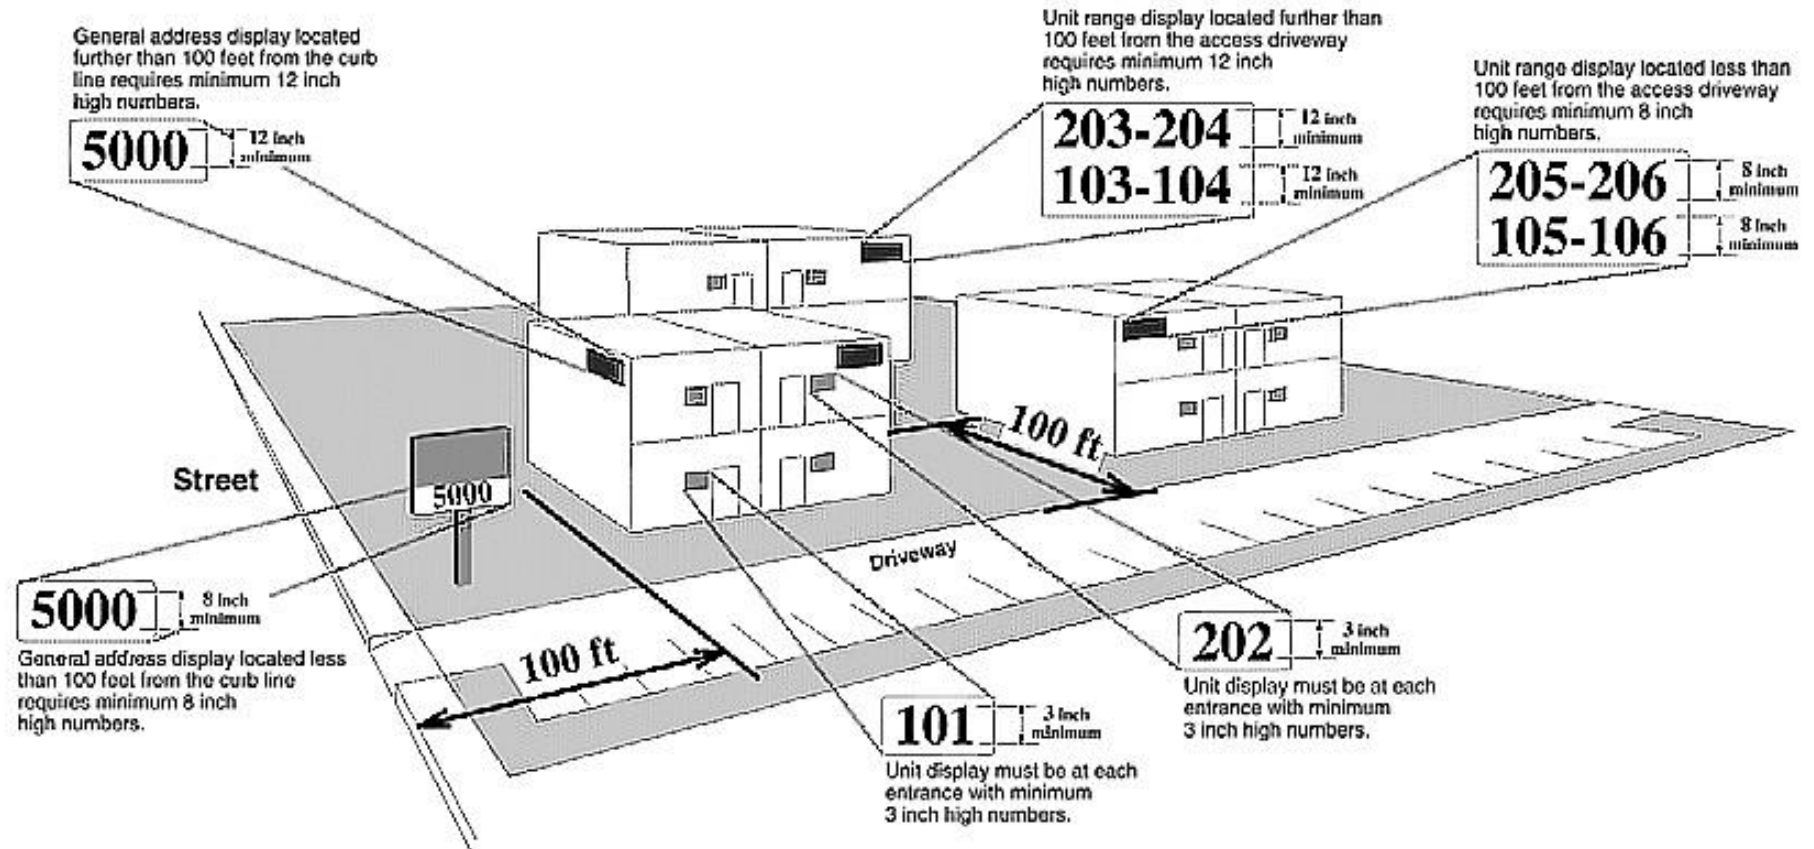 General address display located
further than 100 feet from the curb
line requires minimum 12 inch
high numbers.
5000
12 inch
minimum
Unit range display located further than
100 feet from the access driveway
requires minimum 12 inch
high numbers.
203-204
12 inch
minimum
103-104
12 inch
minimum
Unit range display located less than
100 feet from the access driveway
requires minimum 8 inch
high numbers.
205-206
8 inch
minimum
105-106
8 inch
minimum
Street
5000
100 ft
Driveway
5000
8 inch
minimum
General address display located less
than 100 feet from the curb line
requires minimum 8 inch
high numbers.
100 ft
202
3 inch
minimum
Unit display must be at each
entrance with minimum
3 inch high numbers.
101
3 inch
minimum
Unit display must be at each
entrance with minimum
3 inch high numbers.